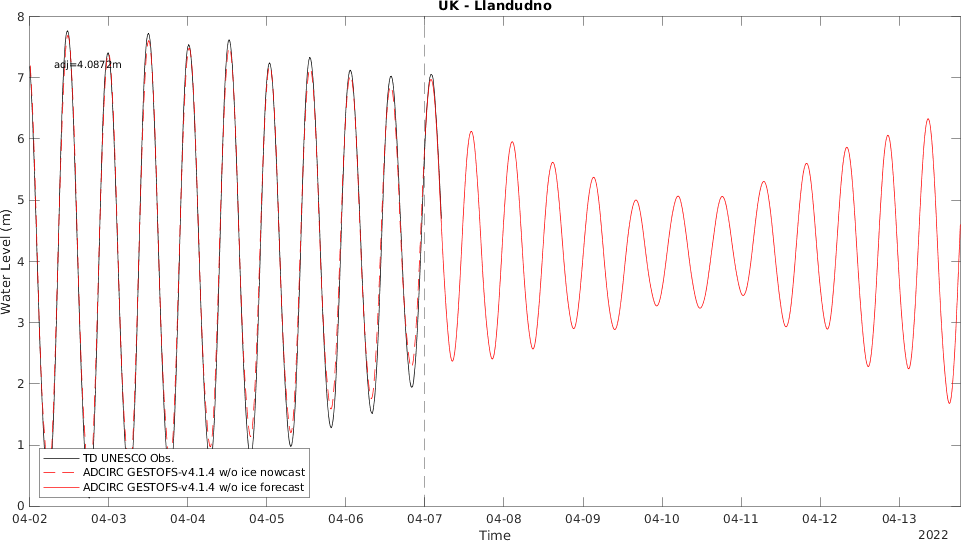 UK - Llandudno
8
7
6
5
4
3
2
1
0
Water Level (m)
adj=4.0872m
TD UNESCO Obs.
ADCIRC GESTOFS-v4.1.4 w/o ice nowcast
ADCIRC GESTOFS-v4.1.4 w/o ice forecast
04-02 04-03 04-04 04-05 04-06 04-07 04-08 04-09 04-10 04-11 04-12 04-13
Time
2022